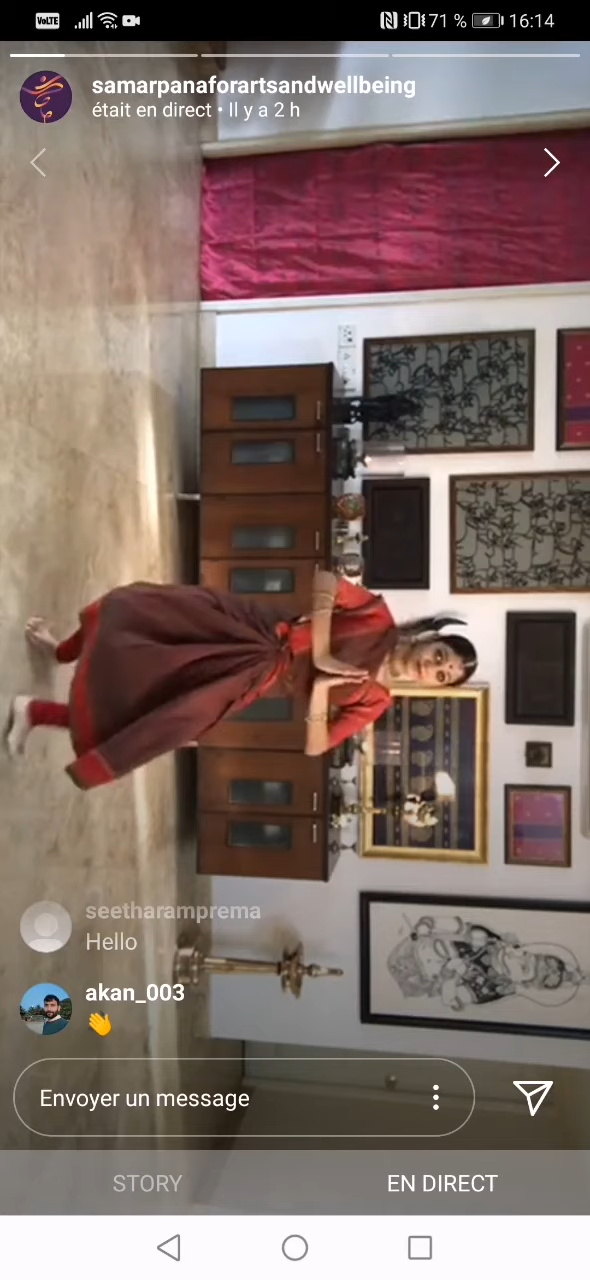 VoLTE 71 % 16:14
samarpanaforartsandwellbeing
était en direct • Il y a 2 h
seetharamprema
Hello
akan_003
👋
Envoyer un message
STORY EN DIRECT